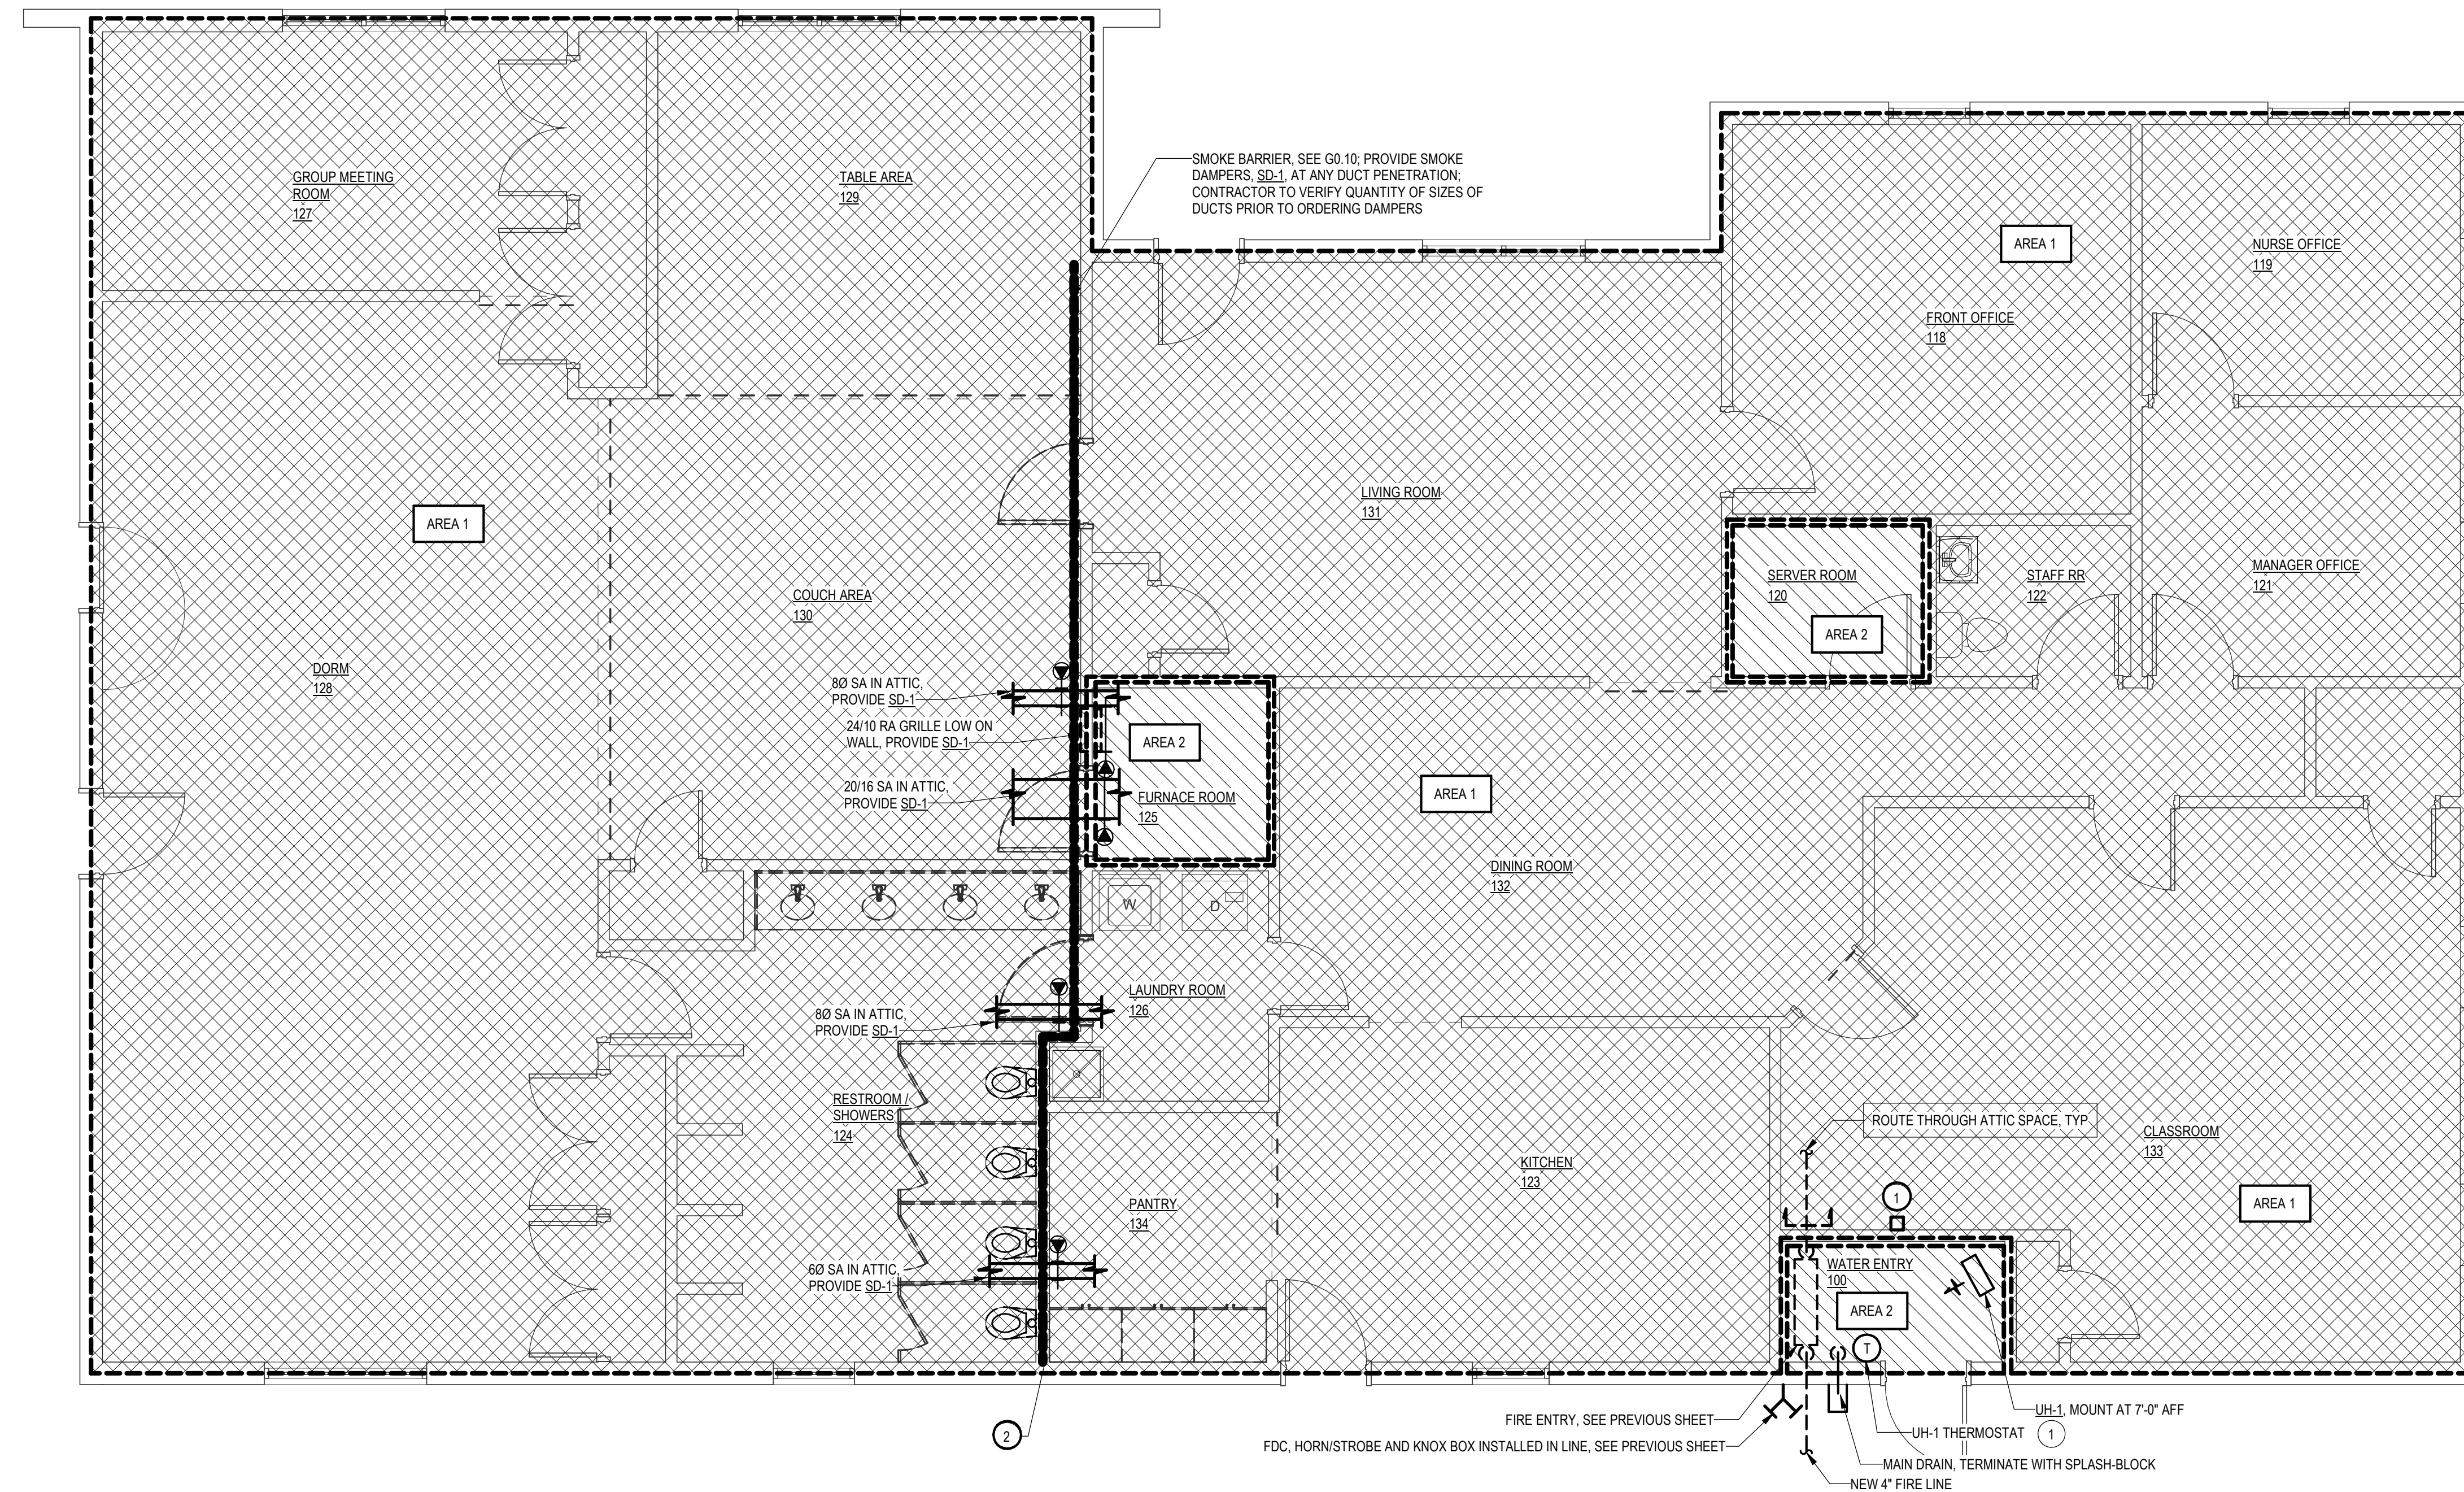 SMOKE BARRIER, SEE G0.10; PROVIDE SMOKE
DAMPERS, SD-1, AT ANY DUCT PENETRATION;
CONTRACTOR TO VERIFY QUANTITY OF SIZES OF
DUCTS PRIOR TO ORDERING DAMPERS
GROUP MEETING
ROOM
127
TABLE AREA
129
AREA 1
NURSE OFFICE
119
FRONT OFFICE
118
AREA 1
LIVING ROOM
131
SERVER ROOM
120
AREA 2
STAFF RR
122
MANAGER OFFICE
121
COUCH AREA
130
DORM
128
8Ø SA IN ATTIC,
PROVIDE SD-1
24/10 RA GRILLE LOW ON
WALL, PROVIDE SD-1
20/16 SA IN ATTIC,
PROVIDE SD-1
AREA 2
FURNACE ROOM
125
AREA 1
DINING ROOM
132
W
D
LAUNDRY ROOM
126
8Ø SA IN ATTIC,
PROVIDE SD-1
RESTROOM /
SHOWERS
124
ROUTE THROUGH ATTIC SPACE, TYP
CLASSROOM
133
KITCHEN
123
PANTRY
134
1
AREA 1
6Ø SA IN ATTIC,
PROVIDE SD-1
WATER ENTRY
100
AREA 2
T
2
FIRE ENTRY, SEE PREVIOUS SHEET
FDC, HORN/STROBE AND KNOX BOX INSTALLED IN LINE, SEE PREVIOUS SHEET
UH-1, MOUNT AT 7'-0" AFF
UH-1 THERMOSTAT
1
MAIN DRAIN, TERMINATE WITH SPLASH-BLOCK
NEW 4" FIRE LINE